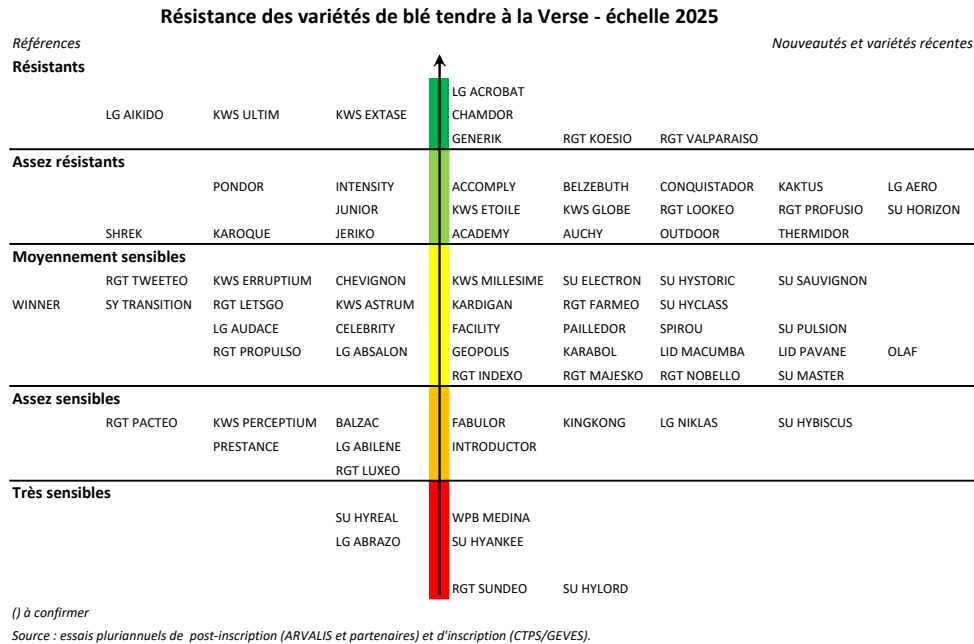 Résistance des variétés de blé tendre à la Verse - échelle 2025
Références Nouveautés et variétés récentes
Résistants
LG ACROBAT
LG AIKIDO KWS ULTIM KWS EXTASE CHAMDOR
GENERIK RGT KOESIO RGT VALPARAISO
Assez résistants
PONDOR INTENSITY ACCOMPLY BELZEBUTH CONQUISTADOR KAKTUS LG AERO
JUNIOR KWS ETOILE KWS GLOBE RGT LOOKEO RGT PROFUSIO SU HORIZON
SHREK KAROQUE JERIKO ACADEMY AUCHY OUTDOOR THERMIDOR
Moyennement sensibles
RGT TWEETEO KWS ERRUPTIUM CHEVIGNON KWS MILLESIME SU ELECTRON SU HYSTORIC SU SAUVIGNON
WINNER SY TRANSITION RGT LETSGO KWS ASTRUM KARDIGAN RGT FARMEO SU HYCLASS
LG AUDACE CELEBRITY FACILITY PAILLEDOR SPIROU SU PULSION
RGT PROPULSO LG ABSALON GEOPOLIS KARABOL LID MACUMBA LID PAVANE OLAF
RGT INDEXO RGT MAJESKO RGT NOBELLO SU MASTER
Assez sensibles
RGT PACTEO KWS PERCEPTIUM BALZAC FABULOR KINGKONG LG NIKLAS SU HYBISCUS
PRESTANCE LG ABILENE INTRODUCTOR
RGT LUXEO
Très sensibles
SU HYREAL WPB MEDINA
LG ABRAZO SU HYANKEE
RGT SUNDEO SU HYLORD
() à confirmer
Source : essais pluriannuels de post-inscription (ARVALIS et partenaires) et d'inscription (CTPS/GEVES).